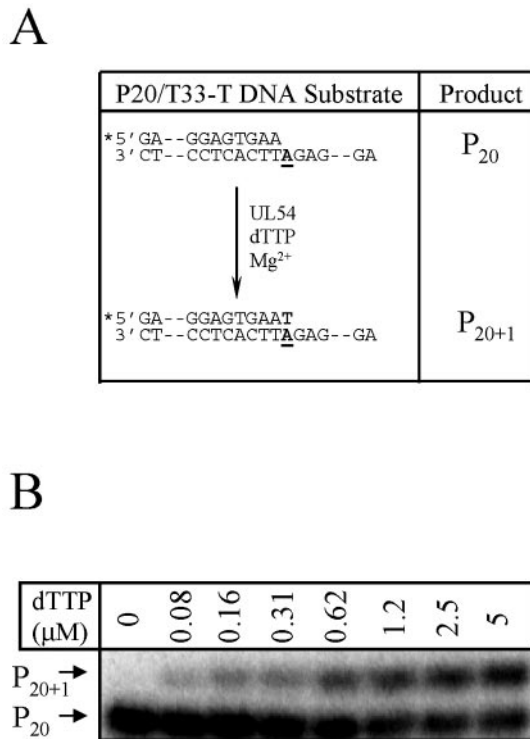 A
P20/T33-T DNA Substrate Product
*5'GA--GGAGTGAA P20
3'CT--CCTCACTTAGAG--GA
UL54
dTTP
Mg2+
*5'GA--GGAGTGAAT P20+1
3'CT--CCTCACTTAGAG--GA
B
dTTP (μM) 0 0.08 0.16 0.31 0.62 1.2 2.5 5
P20+1
P20